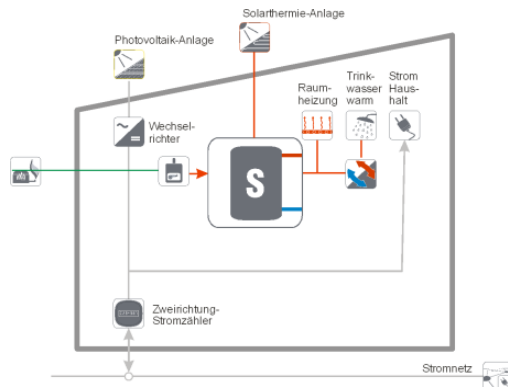 Solarthermie-Anlage
Photovoltaik-Anlage
Raum-
heizung
Trink-
wasser
warm
Strom
Haus-
halt
Wechsel-
richter
S
Zweirichtung-
Stromzähler
Stromnetz